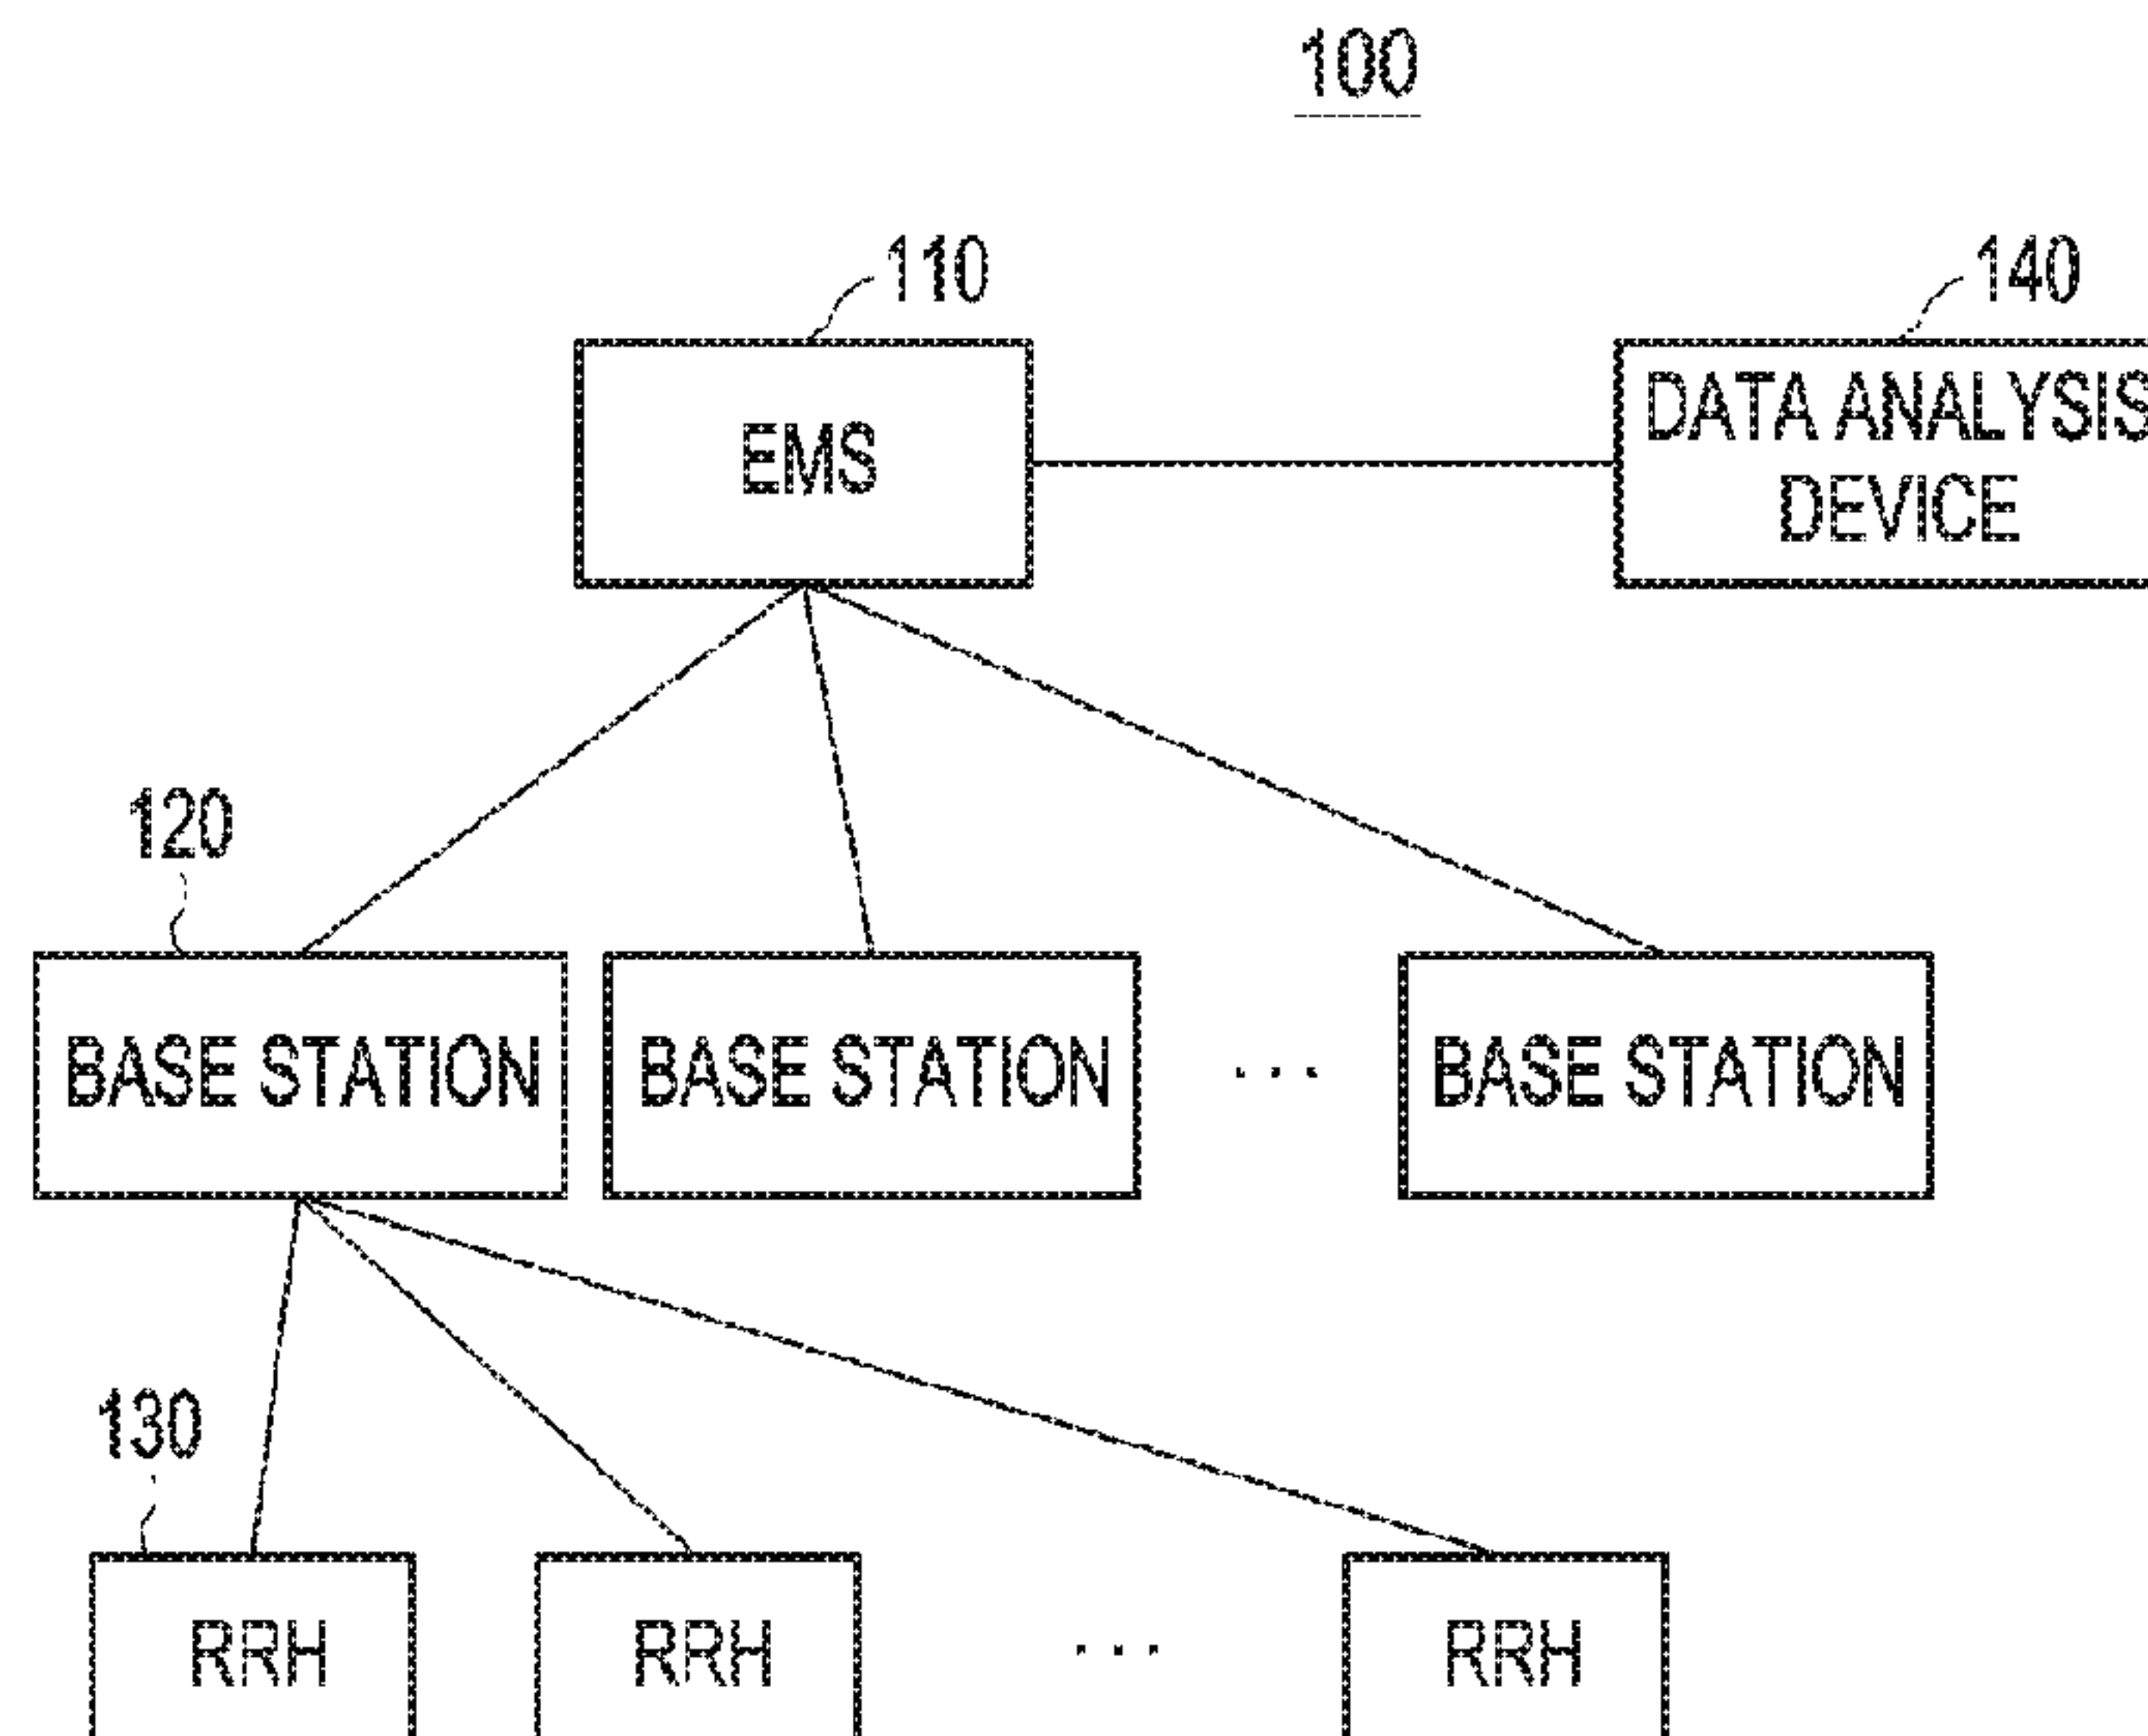 100
110
140
EMS
DATA ANALYSIS
DEVICE
120
BASE STATION
BASE STATION
...
BASE STATION
130
RRH
RRH
...
RRH